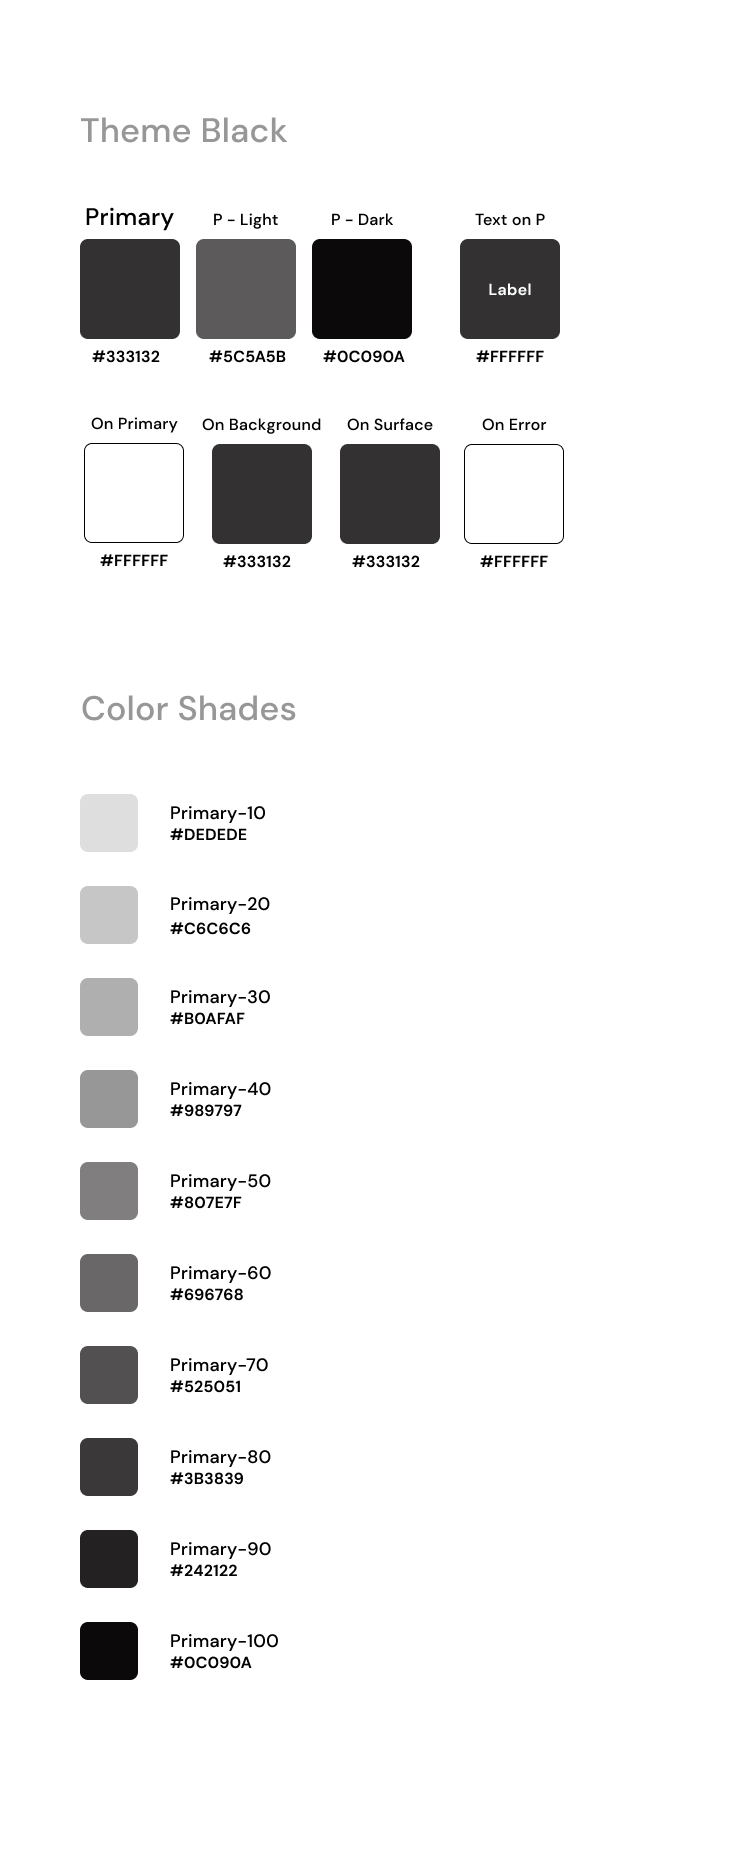 Theme Black
Primary P - Light P - Dark Text on P
Label
#333132 #5C5A5B #0C090A #FFFFFF
On Primary On Background On Surface On Error
#FFFFFF #333132 #333132 #FFFFFF
Color Shades
Primary-10
#DEDEDE
Primary-20
#C6C6C6
Primary-30
#B0AFAF
Primary-40
#989797
Primary-50
#807E7F
Primary-60
#696768
Primary-70
#525051
Primary-80
#3B3839
Primary-90
#242122
Primary-100
#0C090A